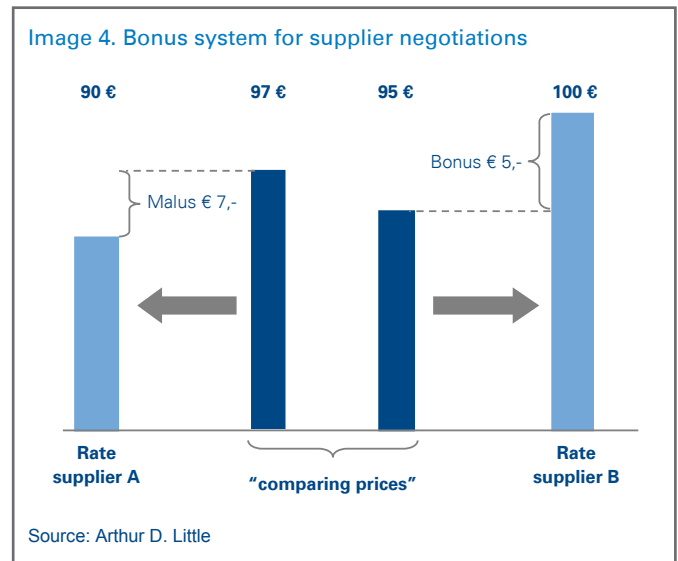 Image 4. Bonus system for supplier negotiations
90 € 97 € 95 € 100 €
Bonus € 5,-
Malus € 7,-
Rate
supplier A
"comparing prices"
Rate
supplier B
Source: Arthur D. Little